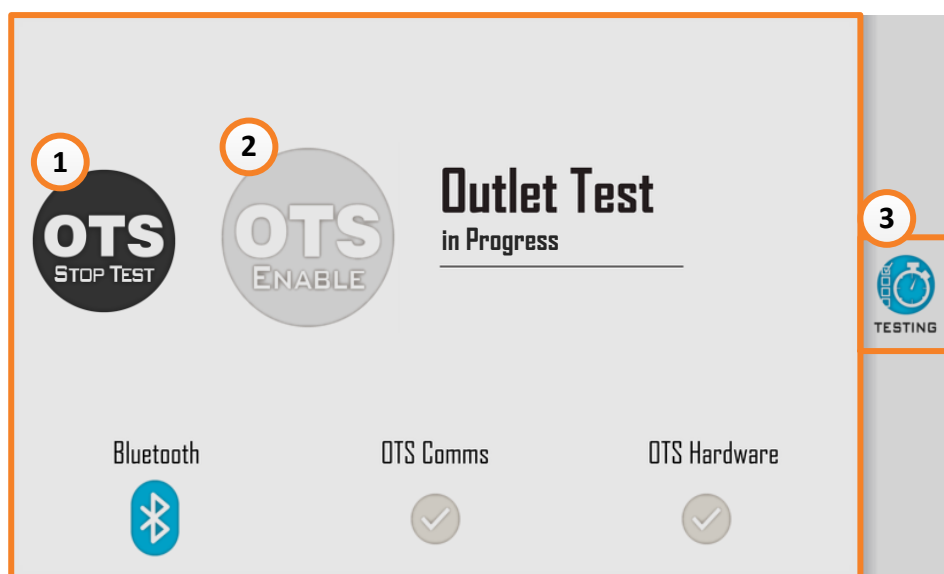 1
2
OTS
STOP TEST
OTS
ENABLE
Outlet Test
in Progress
3
TESTING
Bluetooth
OTS Comms
OTS Hardware